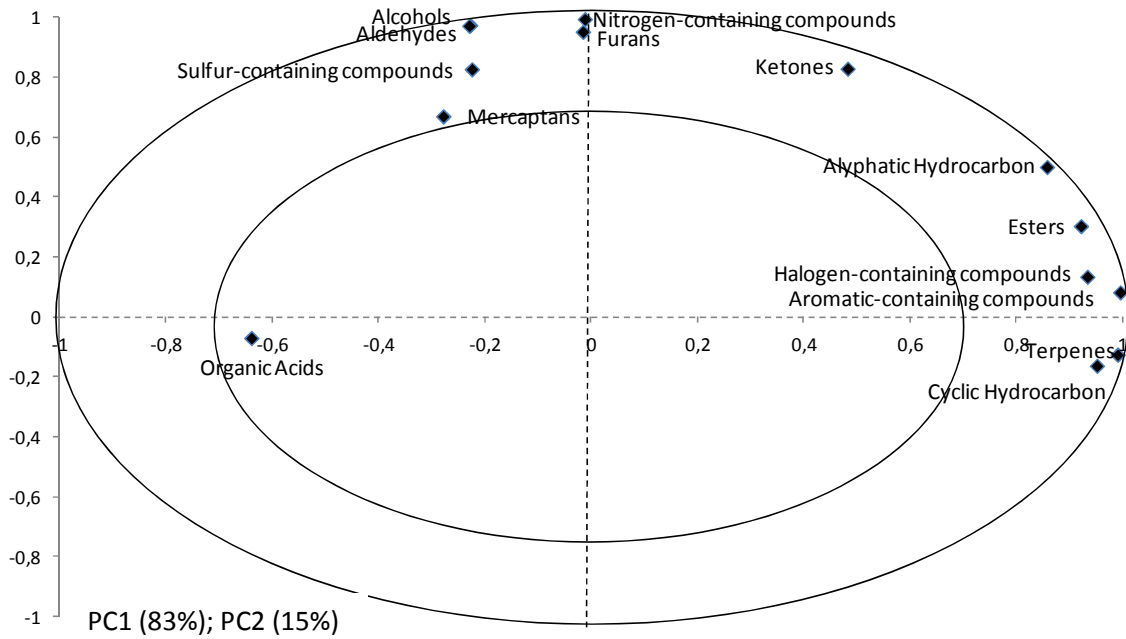 1
Alcohols
Nitrogen-containing compounds
Aldehydes
Furans
0,8
Sulfur-containing compounds
Ketones
0,6
Mercaptans
Alyphatic Hydrocarbon
0,4
Esters
0,2
Halogen-containing compounds
Aromatic-containing compounds
0
-1 -0,8 -0,6 -0,4 -0,2 0 0,2 0,4 0,6 0,8 1
Terpenes
Organic Acids
-0,2
Cyclic Hydrocarbon
-0,4
-0,6
-0,8
-1
PC1 (83%); PC2 (15%)